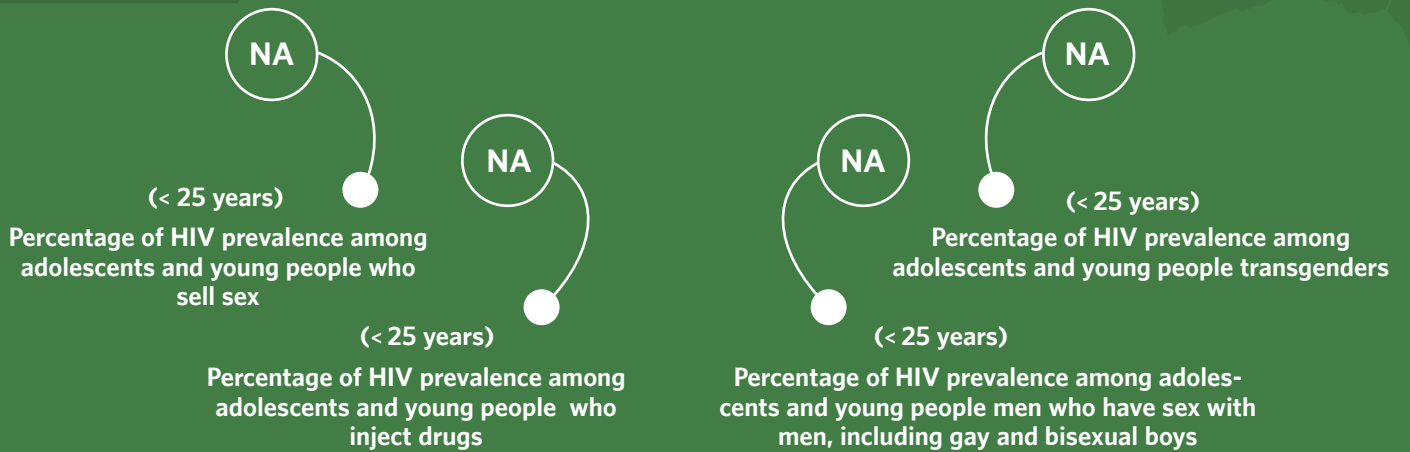 NA
(< 25 years)
Percentage of HIV prevalence among
adolescents and young people who
sell sex
NA
(< 25 years)
Percentage of HIV prevalence among
adolescents and young people who
inject drugs
NA
(< 25 years)
Percentage of HIV prevalence among adoles-
cents and young people men who have sex with
men, including gay and bisexual boys
NA
(< 25 years)
Percentage of HIV prevalence among
adolescents and young people transgenders